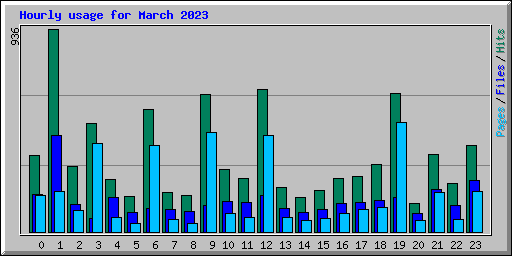 Hourly usage for March 2023
936
Pages / Files / Hits
0 1 2 3 4 5 6 7 8 9 10 11 12 13 14 15 16 17 18 19 20 21 22 23